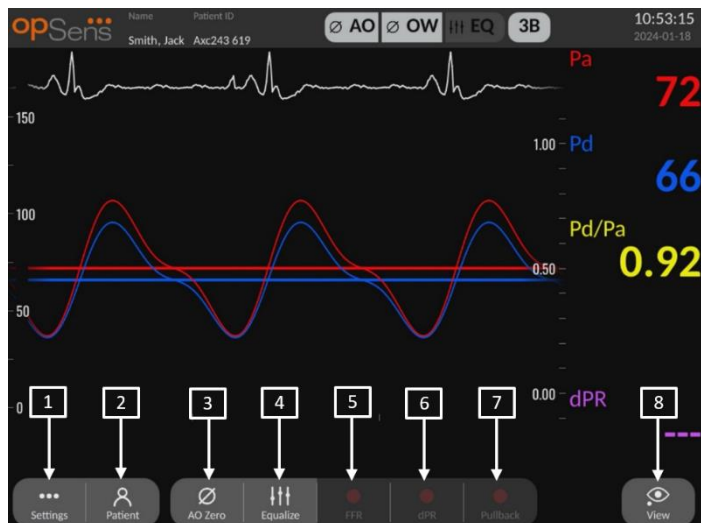 opSens
Name Patient ID
Smith, Jack Axc243 619
Ø AO Ø OW EQ 3B
10:53:15
2024-01-18
Pa
72
150
1.00
Pd
66
100
Pd/Pa
0.92
0.50
50
0
0.00
dPR
---
1 2 3 4 5 6 7 8
Settings Patient AO Zero Equalize FFR dPR Pullback View